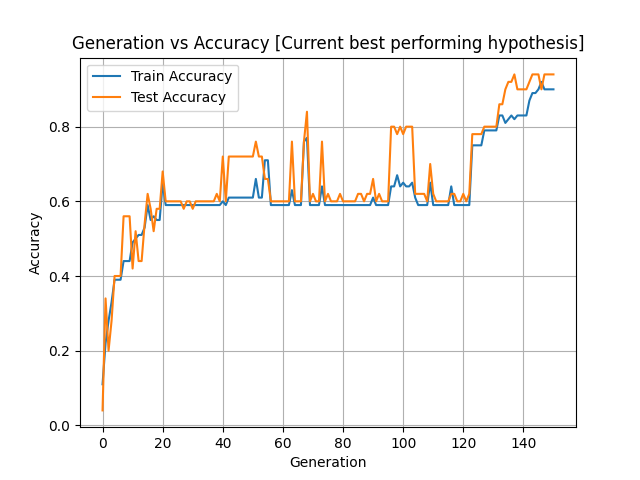 Generation vs Accuracy [Current best performing hypothesis]
Train Accuracy
Test Accuracy
Accuracy
0.8
0.6
0.4
0.2
0.0
0 20 40 60 80 100 120 140
Generation